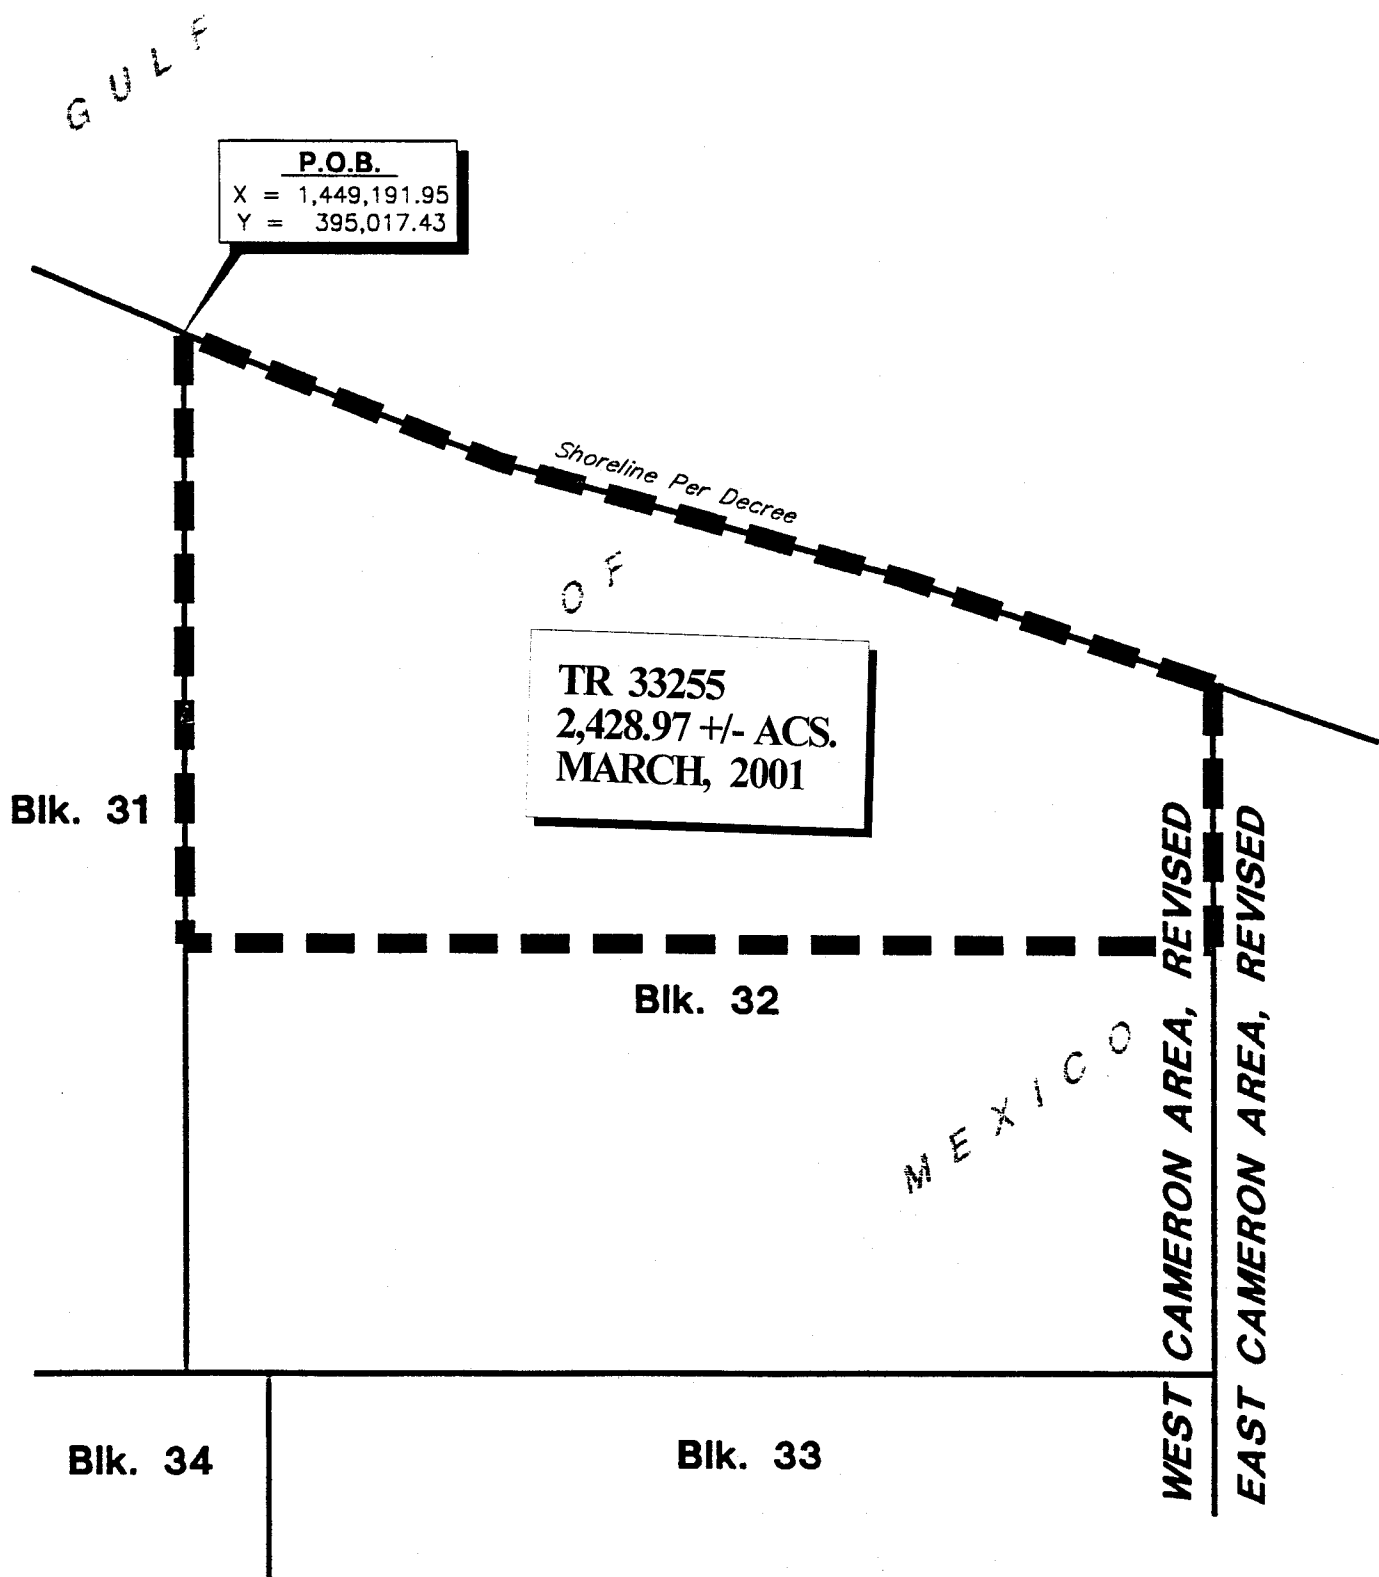 GULF
P.O.B.
X = 1,449,191.95
Y = 395,017.43
Shoreline Per Decree
OF
TR 33255
2,428.97 +/- ACS.
MARCH, 2001
Blk. 31
Blk. 32
MEXICO
WEST CAMERON AREA, REVISED
EAST CAMERON AREA, REVISED
Blk. 34
Blk. 33